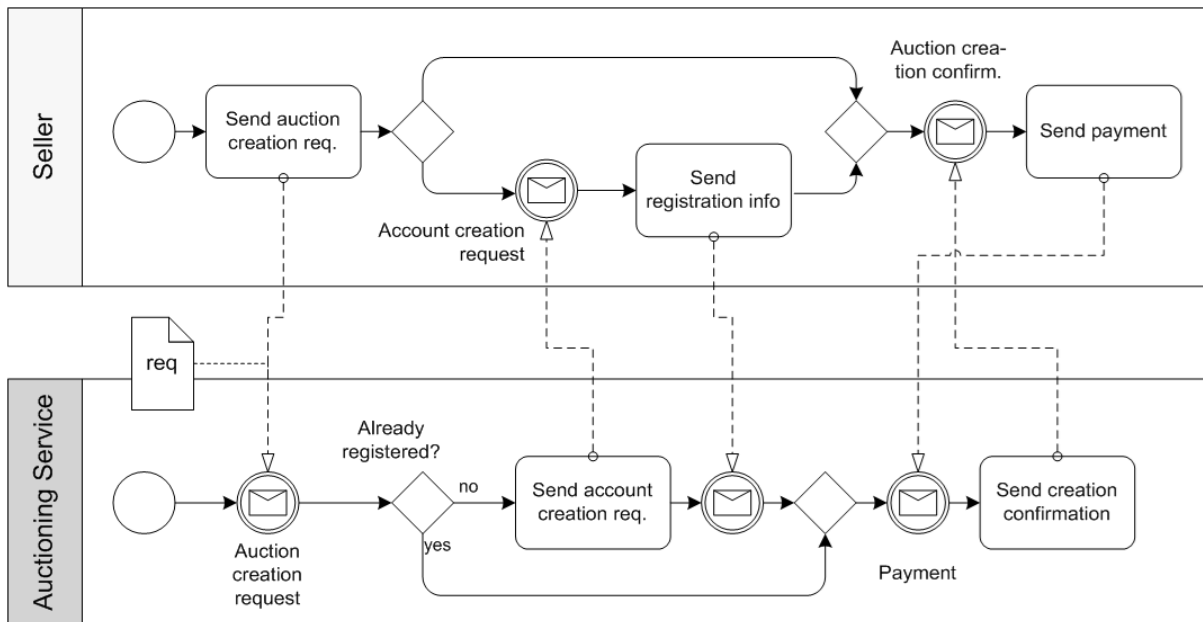 Seller
Send auction
creation req.
Account creation
request
Send
registration info
Auction crea-
tion confirm.
Send payment
req
Auctioning Service
Auction
creation
request
Already
registered?
no
yes
Send account
creation req.
Payment
Send creation
confirmation